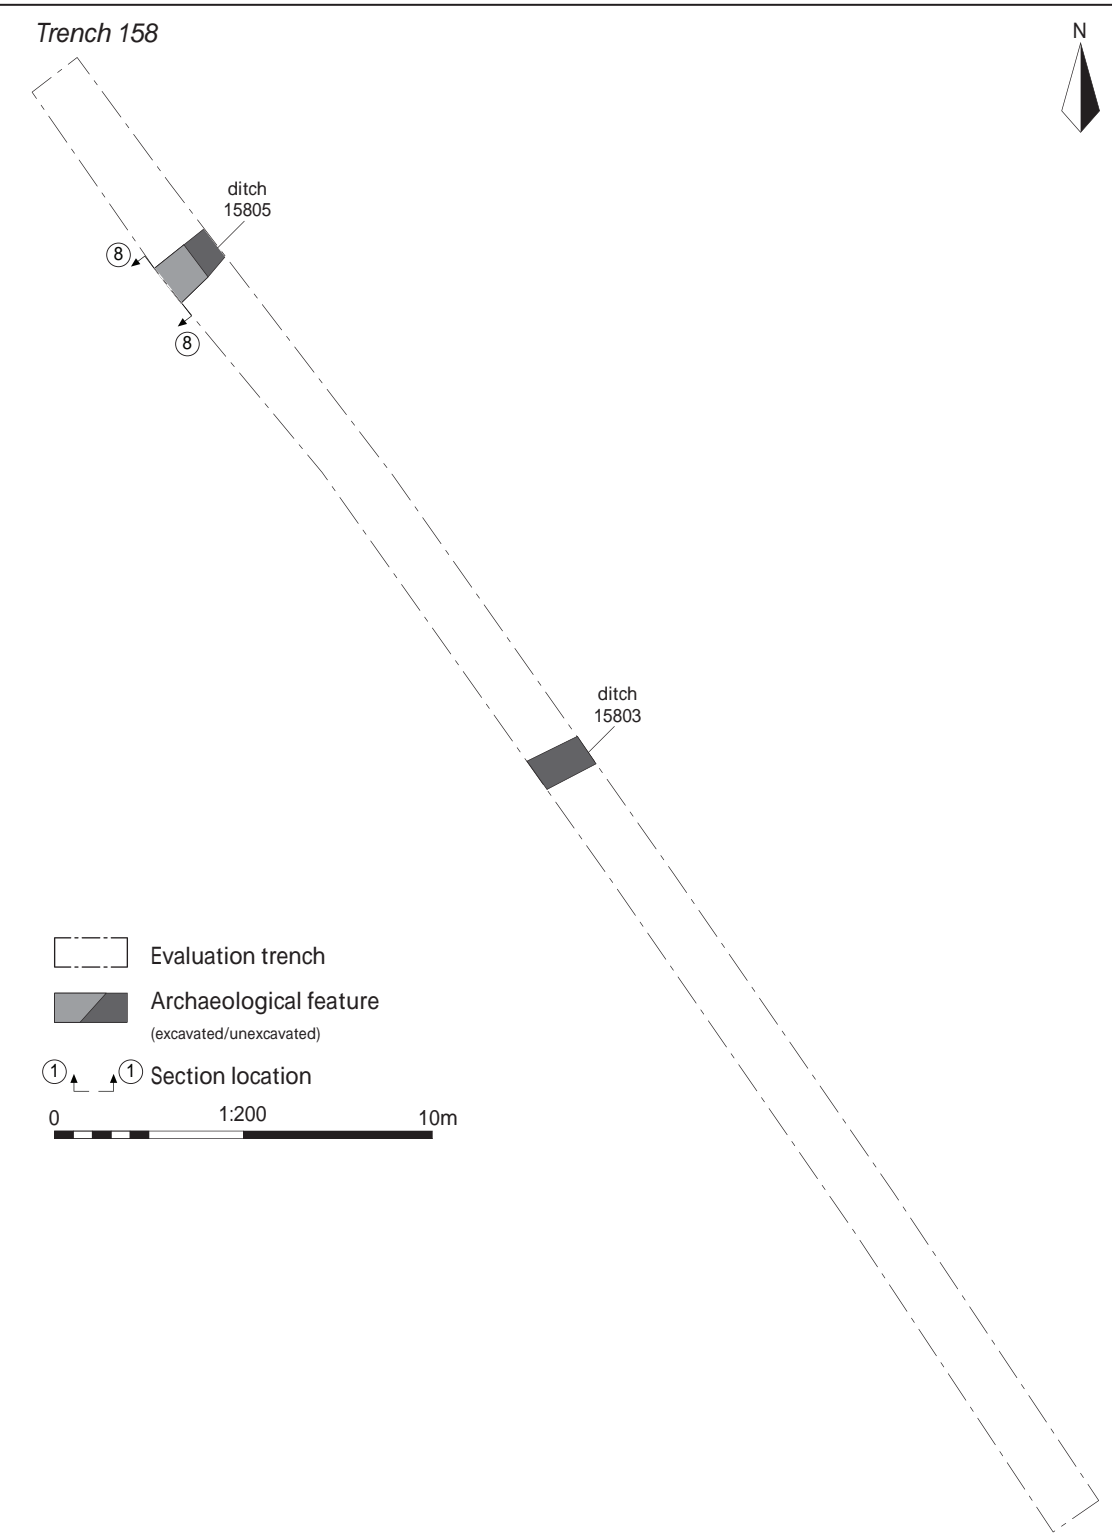 Trench 158
N
ditch
15805
8
8
ditch
15803
Evaluation trench
Archaeological feature
(excavated/unexcavated)
1 1 Section location
0 1:200 10m